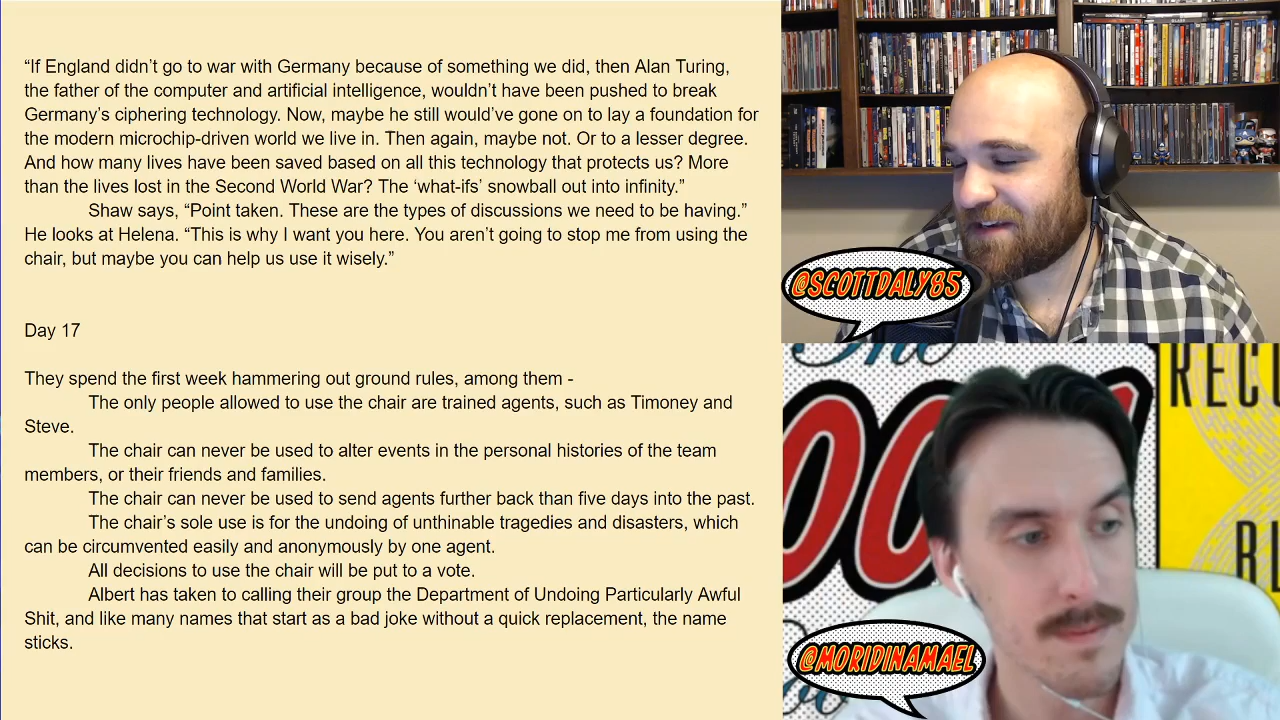 “If England didn’t go to war with Germany because of something we did, then Alan Turing,
the father of the computer and artificial intelligence, wouldn’t have been pushed to break
Germany’s ciphering technology. Now, maybe he still would’ve gone on to lay a foundation for
the modern microchip-driven world we live in. Then again, maybe not. Or to a lesser degree.
And how many lives have been saved based on all this technology that protects us? More
than the lives lost in the Second World War? The ‘what-ifs’ snowball out into infinity.”
Shaw says, “Point taken. These are the types of discussions we need to be having.”
He looks at Helena. “This is why I want you here. You aren’t going to stop me from using the
chair, but maybe you can help us use it wisely.”
Day 17
They spend the first week hammering out ground rules, among them -
The only people allowed to use the chair are trained agents, such as Timoney and
Steve.
The chair can never be used to alter events in the personal histories of the team
members, or their friends and families.
The chair can never be used to send agents further back than five days into the past.
The chair’s sole use is for the undoing of unthinable tragedies and disasters, which
can be circumvented easily and anonymously by one agent.
All decisions to use the chair will be put to a vote.
Albert has taken to calling their group the Department of Undoing Particularly Awful
Shit, and like many names that start as a bad joke without a quick replacement, the name
sticks.
@SCOTTDALY85
The
@MORIDINAMAEL